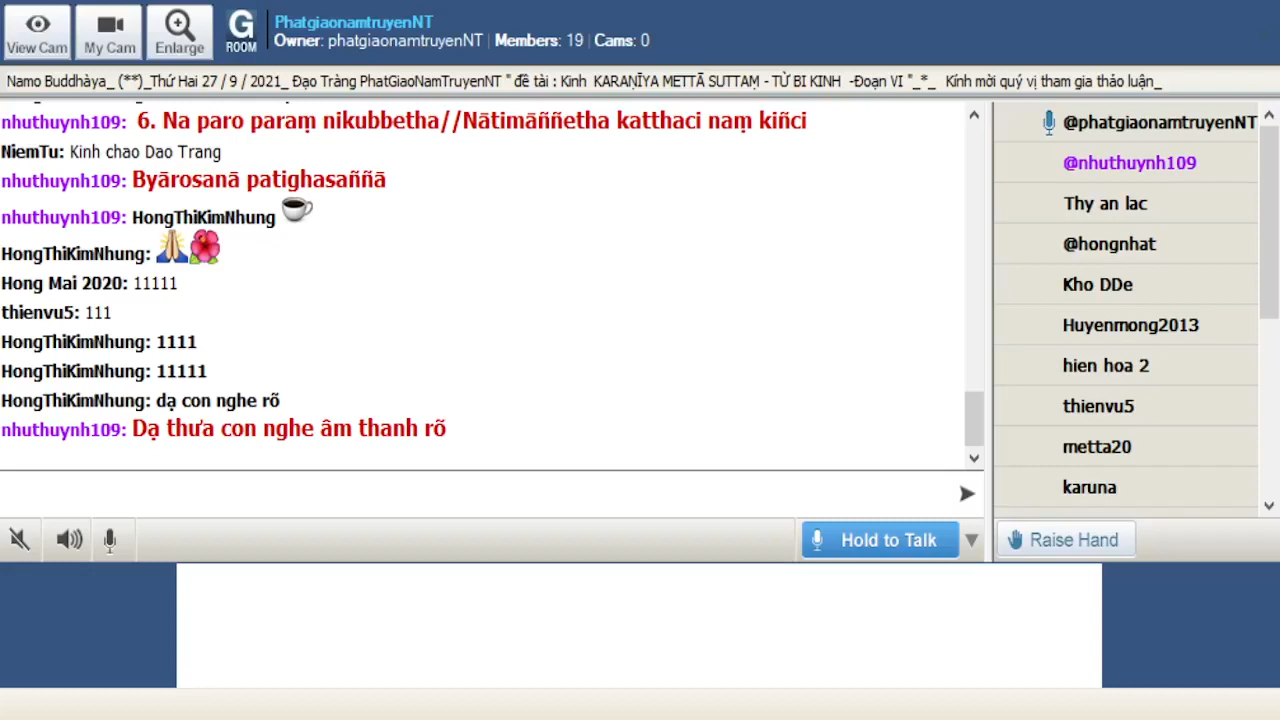 View Cam
My Cam
Enlarge
G
ROOM
PhatgiaonamtruyenNT
Owner: phatgiaonamtruyenNT | Members: 19 | Cams: 0
Namo Buddhàya_ (**)_Thứ Hai 27 / 9 / 2021_ Đạo Tràng PhatGiaoNamTruyenNT " đề tài : Kinh KARAṆĪYA METTĀ SUTTAṂ - TỪ BI KINH -Đoạn VI "_*_ Kính mời quý vị tham gia thảo luận_
nhuthuynh109: 6. Na paro paraṃ nikubbetha//Nātimāññetha katthaci naṃ kiñci
NiemTu: Kinh chao Dao Trang
nhuthuynh109: Byārosanā patighasaññā
nhuthuynh109: HongThiKimNhung
HongThiKimNhung:
Hong Mai 2020: 11111
thienvu5: 111
HongThiKimNhung: 1111
HongThiKimNhung: 11111
HongThiKimNhung: dạ con nghe rõ
nhuthuynh109: Dạ thưa con nghe âm thanh rõ
@phatgiaonamtruyenNT
@nhuthuynh109
Thy an lac
@hongnhat
Kho DDe
Huyenmong2013
hien hoa 2
thienvu5
metta20
karuna
Hold to Talk
Raise Hand